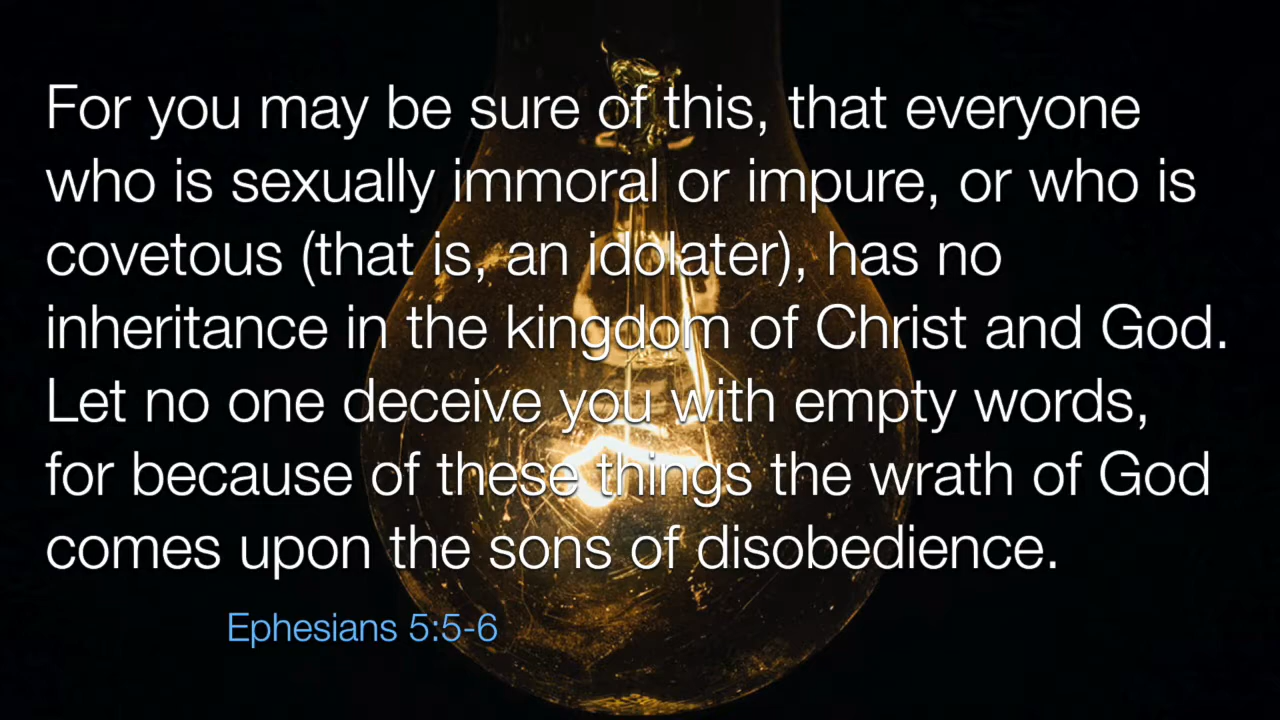 For you may be sure of this, that everyone
who is sexually immoral or impure, or who is
covetous (that is, an idolater), has no
inheritance in the kingdom of Christ and God.
Let no one deceive you with empty words,
for because of these things the wrath of God
comes upon the sons of disobedience.
Ephesians 5:5-6